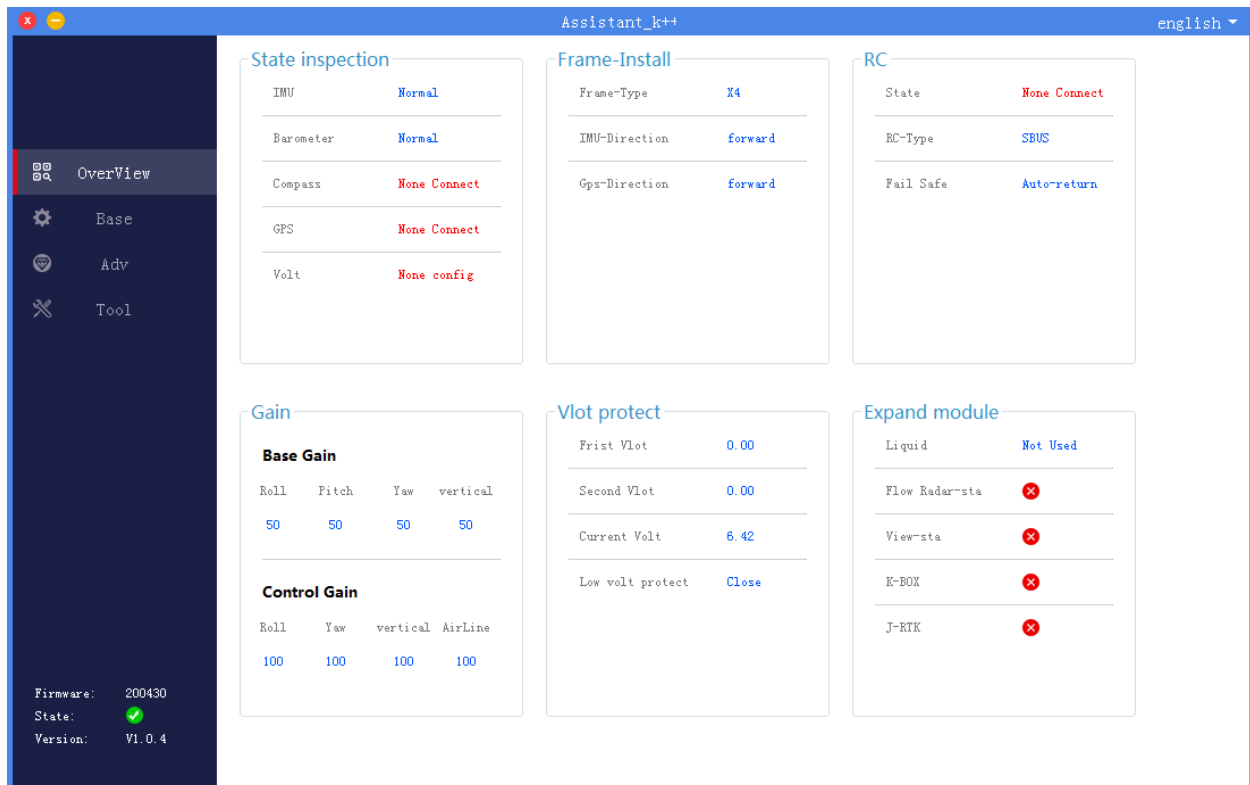 Assistant_k++
english
OverView
Base
Adv
Tool
Firmware: 200430
State:
Version: V1.0.4
State inspection
IMU Normal
Barometer Normal
Compass None Connect
GPS None Connect
Volt None config
Frame-Install
Frame-Type X4
IMU-Direction forward
Gps-Direction forward
RC
State None Connect
RC-Type SBUS
Fail Safe Auto-return
Gain
Base Gain
Roll Pitch Yaw vertical
50 50 50 50
Control Gain
Roll Yaw vertical AirLine
100 100 100 100
Vlot protect
Frist Vlot 0.00
Second Vlot 0.00
Current Volt 6.42
Low volt protect Close
Expand module
Liquid Not Used
Flow Radar-sta
View-sta
K-BOX
J-RTK